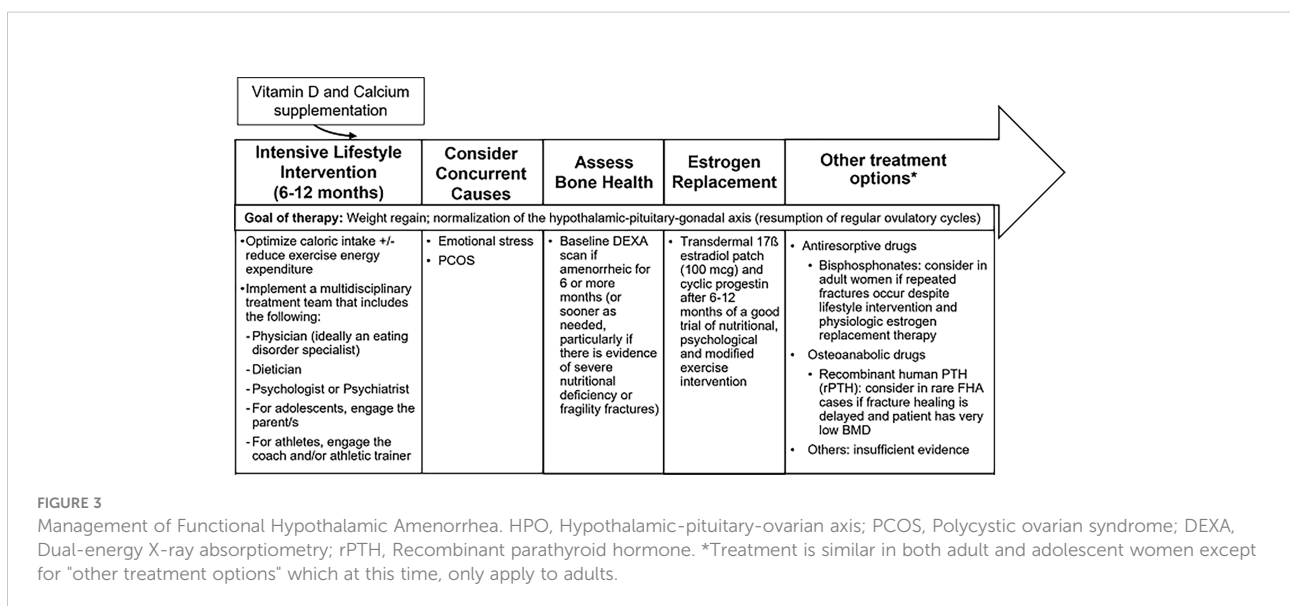 Vitamin D and Calcium
supplementation
Intensive Lifestyle
Intervention
(6-12 months)
Consider
Concurrent
Causes
Assess
Bone Health
Estrogen
Replacement
Other treatment
options*
Goal of therapy: Weight regain; normalization of the hypothalamic-pituitary-gonadal axis (resumption of regular ovulatory cycles)
•Optimize caloric intake +/-
reduce exercise energy
expenditure
•Implement a multidisciplinary
treatment team that includes
the following:
-Physician (ideally an eating
disorder specialist)
-Dietician
-Psychologist or Psychiatrist
-For adolescents, engage the
parent/s
-For athletes, engage the
coach and/or athletic trainer
• Emotional stress
• PCOS
• Baseline DEXA
scan if
amenorrheic for
6 or more
months (or
sooner as
needed,
particularly if
there is evidence
of severe
nutritional
deficiency or
fragility fractures)
• Transdermal 17ß
estradiol patch
(100 mcg) and
cyclic progestin
after 6-12
months of a good
trial of nutritional,
psychological
and modified
exercise
intervention
• Antiresorptive drugs
• Bisphosphonates: consider in
adult women if repeated
fractures occur despite
lifestyle intervention and
physiologic estrogen
replacement therapy
• Osteoanabolic drugs
• Recombinant human PTH
(rPTH): consider in rare FHA
cases if fracture healing is
delayed and patient has very
low BMD
• Others: insufficient evidence
FIGURE 3
Management of Functional Hypothalamic Amenorrhea. HPO, Hypothalamic-pituitary-ovarian axis; PCOS, Polycystic ovarian syndrome; DEXA,
Dual-energy X-ray absorptiometry; rPTH, Recombinant parathyroid hormone. *Treatment is similar in both adult and adolescent women except
for "other treatment options" which at this time, only apply to adults.